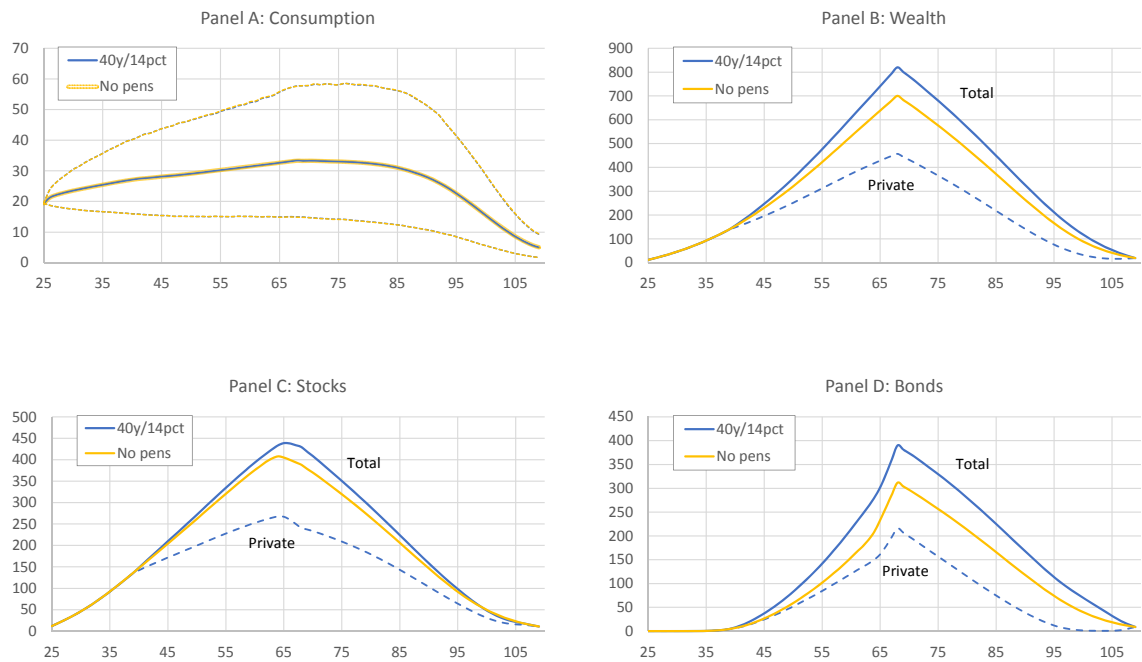 Panel A: Consumption
70
60
50
40
30
20
10
0
25 35 45 55 65 75 85 95 105
40y/14pct
No pens
Panel B: Wealth
900
800
700
600
500
400
300
200
100
0
25 35 45 55 65 75 85 95 105
40y/14pct
No pens
Total
Private
Panel C: Stocks
500
450
400
350
300
250
200
150
100
50
0
25 35 45 55 65 75 85 95 105
40y/14pct
No pens
Total
Private
Panel D: Bonds
450
400
350
300
250
200
150
100
50
0
25 35 45 55 65 75 85 95 105
40y/14pct
No pens
Total
Private